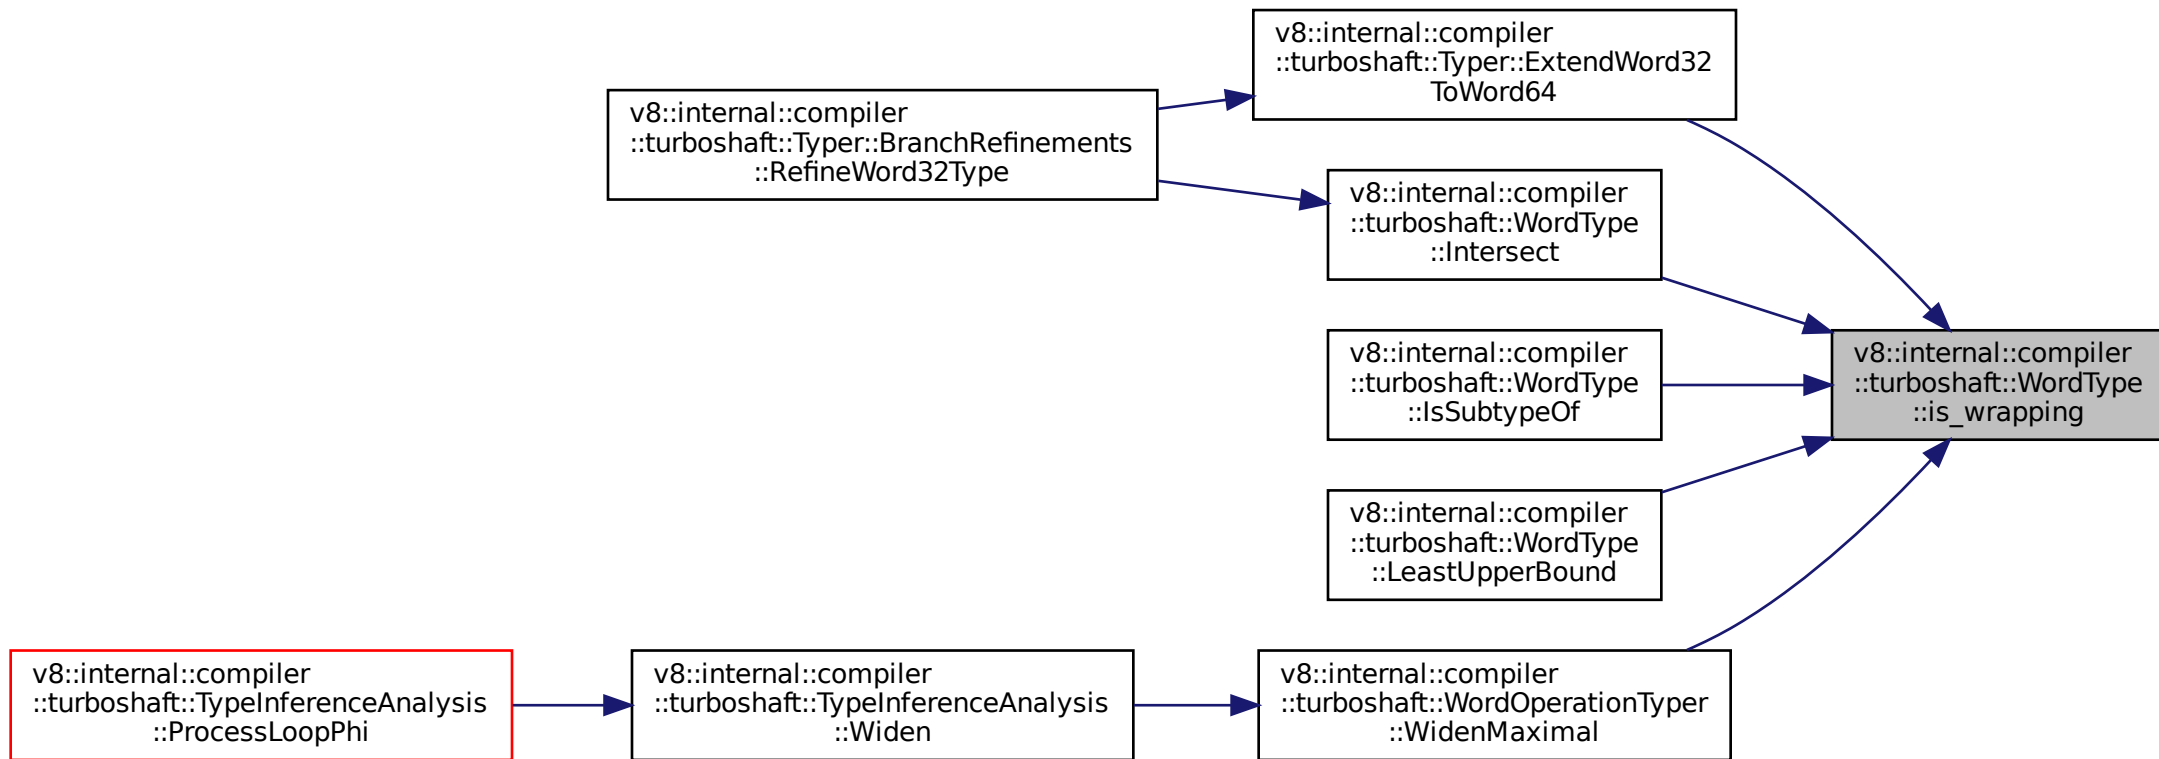 v8::internal::compiler
::turboshaft::Typer::ExtendWord32
ToWord64
v8::internal::compiler
::turboshaft::Typer::BranchRefinements
::RefineWord32Type
v8::internal::compiler
::turboshaft::WordType
::Intersect
v8::internal::compiler
::turboshaft::WordType
::IsSubtypeOf
v8::internal::compiler
::turboshaft::WordType
::is_wrapping
v8::internal::compiler
::turboshaft::WordType
::LeastUpperBound
v8::internal::compiler
::turboshaft::TypeInferenceAnalysis
::ProcessLoopPhi
v8::internal::compiler
::turboshaft::TypeInferenceAnalysis
::Widen
v8::internal::compiler
::turboshaft::WordOperationTyper
::WidenMaximal